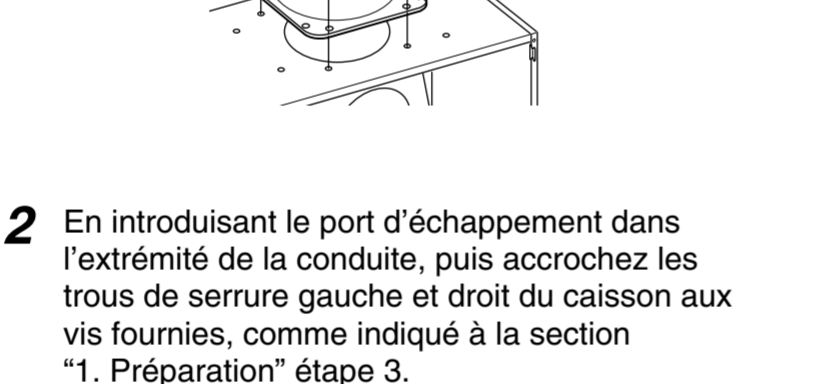 2 En introduisant le port d’échappement dans
l’extrémité de la conduite, puis accrochez les
trous de serrure gauche et droit du caisson aux
vis fournies, comme indiqué à la section
“1. Préparation” étape 3.